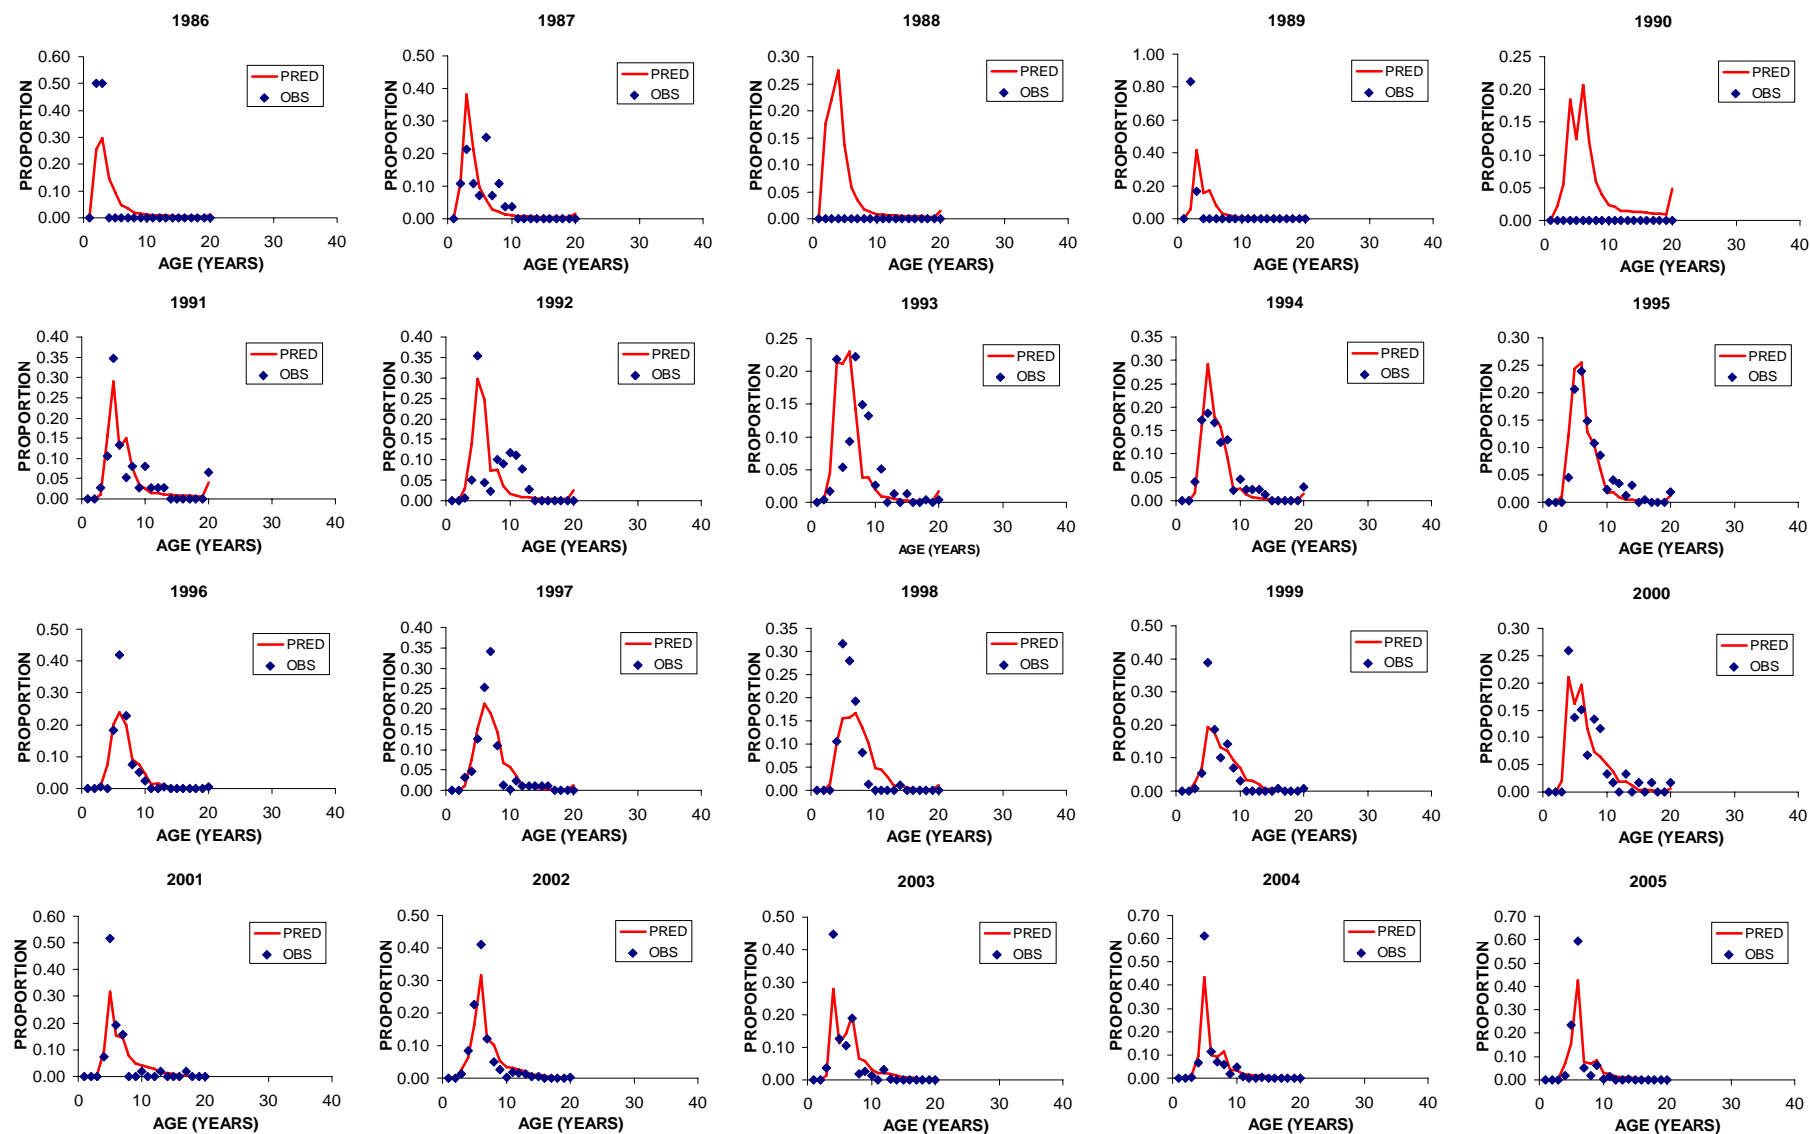 1986 1987 1988 1989 1990
PROPORTION 0.60 0.50 0.40 0.30 0.20 0.10 0.00 PRED OBS 0 10 20 30 40 AGE (YEARS)
PROPORTION 0.50 0.40 0.30 0.20 0.10 0.00 PRED OBS 0 10 20 30 40 AGE (YEARS)
PROPORTION 0.30 0.25 0.20 0.15 0.10 0.05 0.00 PRED OBS 0 10 20 30 40 AGE (YEARS)
PROPORTION 1.00 0.80 0.60 0.40 0.20 0.00 PRED OBS 0 10 20 30 40 AGE (YEARS)
PROPORTION 0.25 0.20 0.15 0.10 0.05 0.00 PRED OBS 0 10 20 30 40 AGE (YEARS)
1991 1992 1993 1994 1995
PROPORTION 0.40 0.35 0.30 0.25 0.20 0.15 0.10 0.05 0.00 PRED OBS 0 10 20 30 40 AGE (YEARS)
PROPORTION 0.40 0.35 0.30 0.25 0.20 0.15 0.10 0.05 0.00 PRED OBS 0 10 20 30 40 AGE (YEARS)
PROPORTION 0.25 0.20 0.15 0.10 0.05 0.00 PRED OBS 0 10 20 30 40 AGE (YEARS)
PROPORTION 0.35 0.30 0.25 0.20 0.15 0.10 0.05 0.00 PRED OBS 0 10 20 30 40 AGE (YEARS)
PROPORTION 0.30 0.25 0.20 0.15 0.10 0.05 0.00 PRED OBS 0 10 20 30 40 AGE (YEARS)
1996 1997 1998 1999 2000
PROPORTION 0.50 0.40 0.30 0.20 0.10 0.00 PRED OBS 0 10 20 30 40 AGE (YEARS)
PROPORTION 0.40 0.35 0.30 0.25 0.20 0.15 0.10 0.05 0.00 PRED OBS 0 10 20 30 40 AGE (YEARS)
PROPORTION 0.35 0.30 0.25 0.20 0.15 0.10 0.05 0.00 PRED OBS 0 10 20 30 40 AGE (YEARS)
PROPORTION 0.50 0.40 0.30 0.20 0.10 0.00 PRED OBS 0 10 20 30 40 AGE (YEARS)
PROPORTION 0.30 0.25 0.20 0.15 0.10 0.05 0.00 PRED OBS 0 10 20 30 40 AGE (YEARS)
2001 2002 2003 2004 2005
PROPORTION 0.60 0.50 0.40 0.30 0.20 0.10 0.00 PRED OBS 0 10 20 30 40 AGE (YEARS)
PROPORTION 0.50 0.40 0.30 0.20 0.10 0.00 PRED OBS 0 10 20 30 40 AGE (YEARS)
PROPORTION 0.50 0.40 0.30 0.20 0.10 0.00 PRED OBS 0 10 20 30 40 AGE (YEARS)
PROPORTION 0.70 0.60 0.50 0.40 0.30 0.20 0.10 0.00 PRED OBS 0 10 20 30 40 AGE (YEARS)
PROPORTION 0.70 0.60 0.50 0.40 0.30 0.20 0.10 0.00 PRED OBS 0 10 20 30 40 AGE (YEARS)